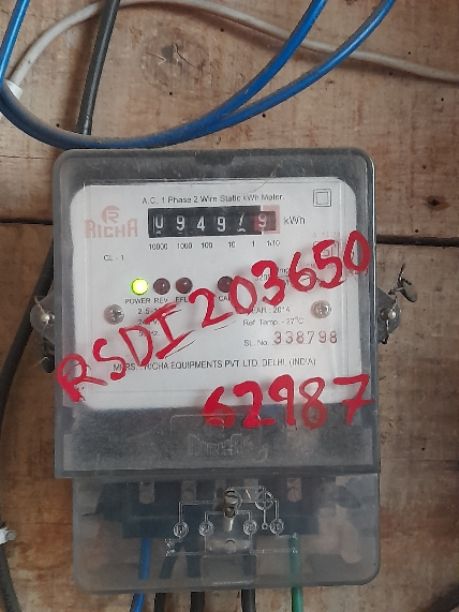 A.C. 1 Phase 2 Wire Static kWh Meter
RICHA
kWh
10000 1000 100 10 1 1/10
CL - 1
POWER REV EFL
RSDI203650
Ref. Temp. - 27°C
SL. No. 338798
RICHA EQUIPMENTS PVT. LTD. DELHI (INDIA)
62987